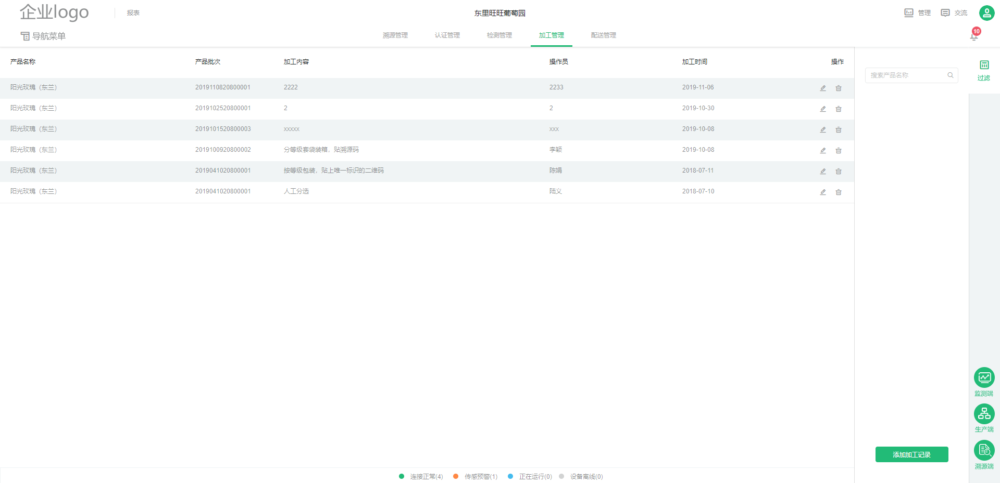 企业logo 报表 东里旺旺葡萄园 管理 交流
导航菜单 溯源管理 认证管理 检测管理 加工管理 配送管理 10
产品名称 产品批次 加工内容 操作员 加工时间 操作
搜索产品名称 过滤
阳光玫瑰（东兰） 2019110820800001 2222 2233 2019-11-06
阳光玫瑰（东兰） 2019102520800001 2 2 2019-10-30
阳光玫瑰（东兰） 2019101520800003 xxxxx xxx 2019-10-08
阳光玫瑰（东兰） 2019100920800002 分等级套袋装箱，贴溯源码 李颖 2019-10-08
阳光玫瑰（东兰） 2019041020800001 按等级包装，贴上唯一标识的二维码 陈娟 2018-07-11
阳光玫瑰（东兰） 2019041020800001 人工分选 陆义 2018-07-10
监测端
生产端
添加加工记录
溯源端
连接正常(4) 传感预警(1) 正在运行(0) 设备离线(0)